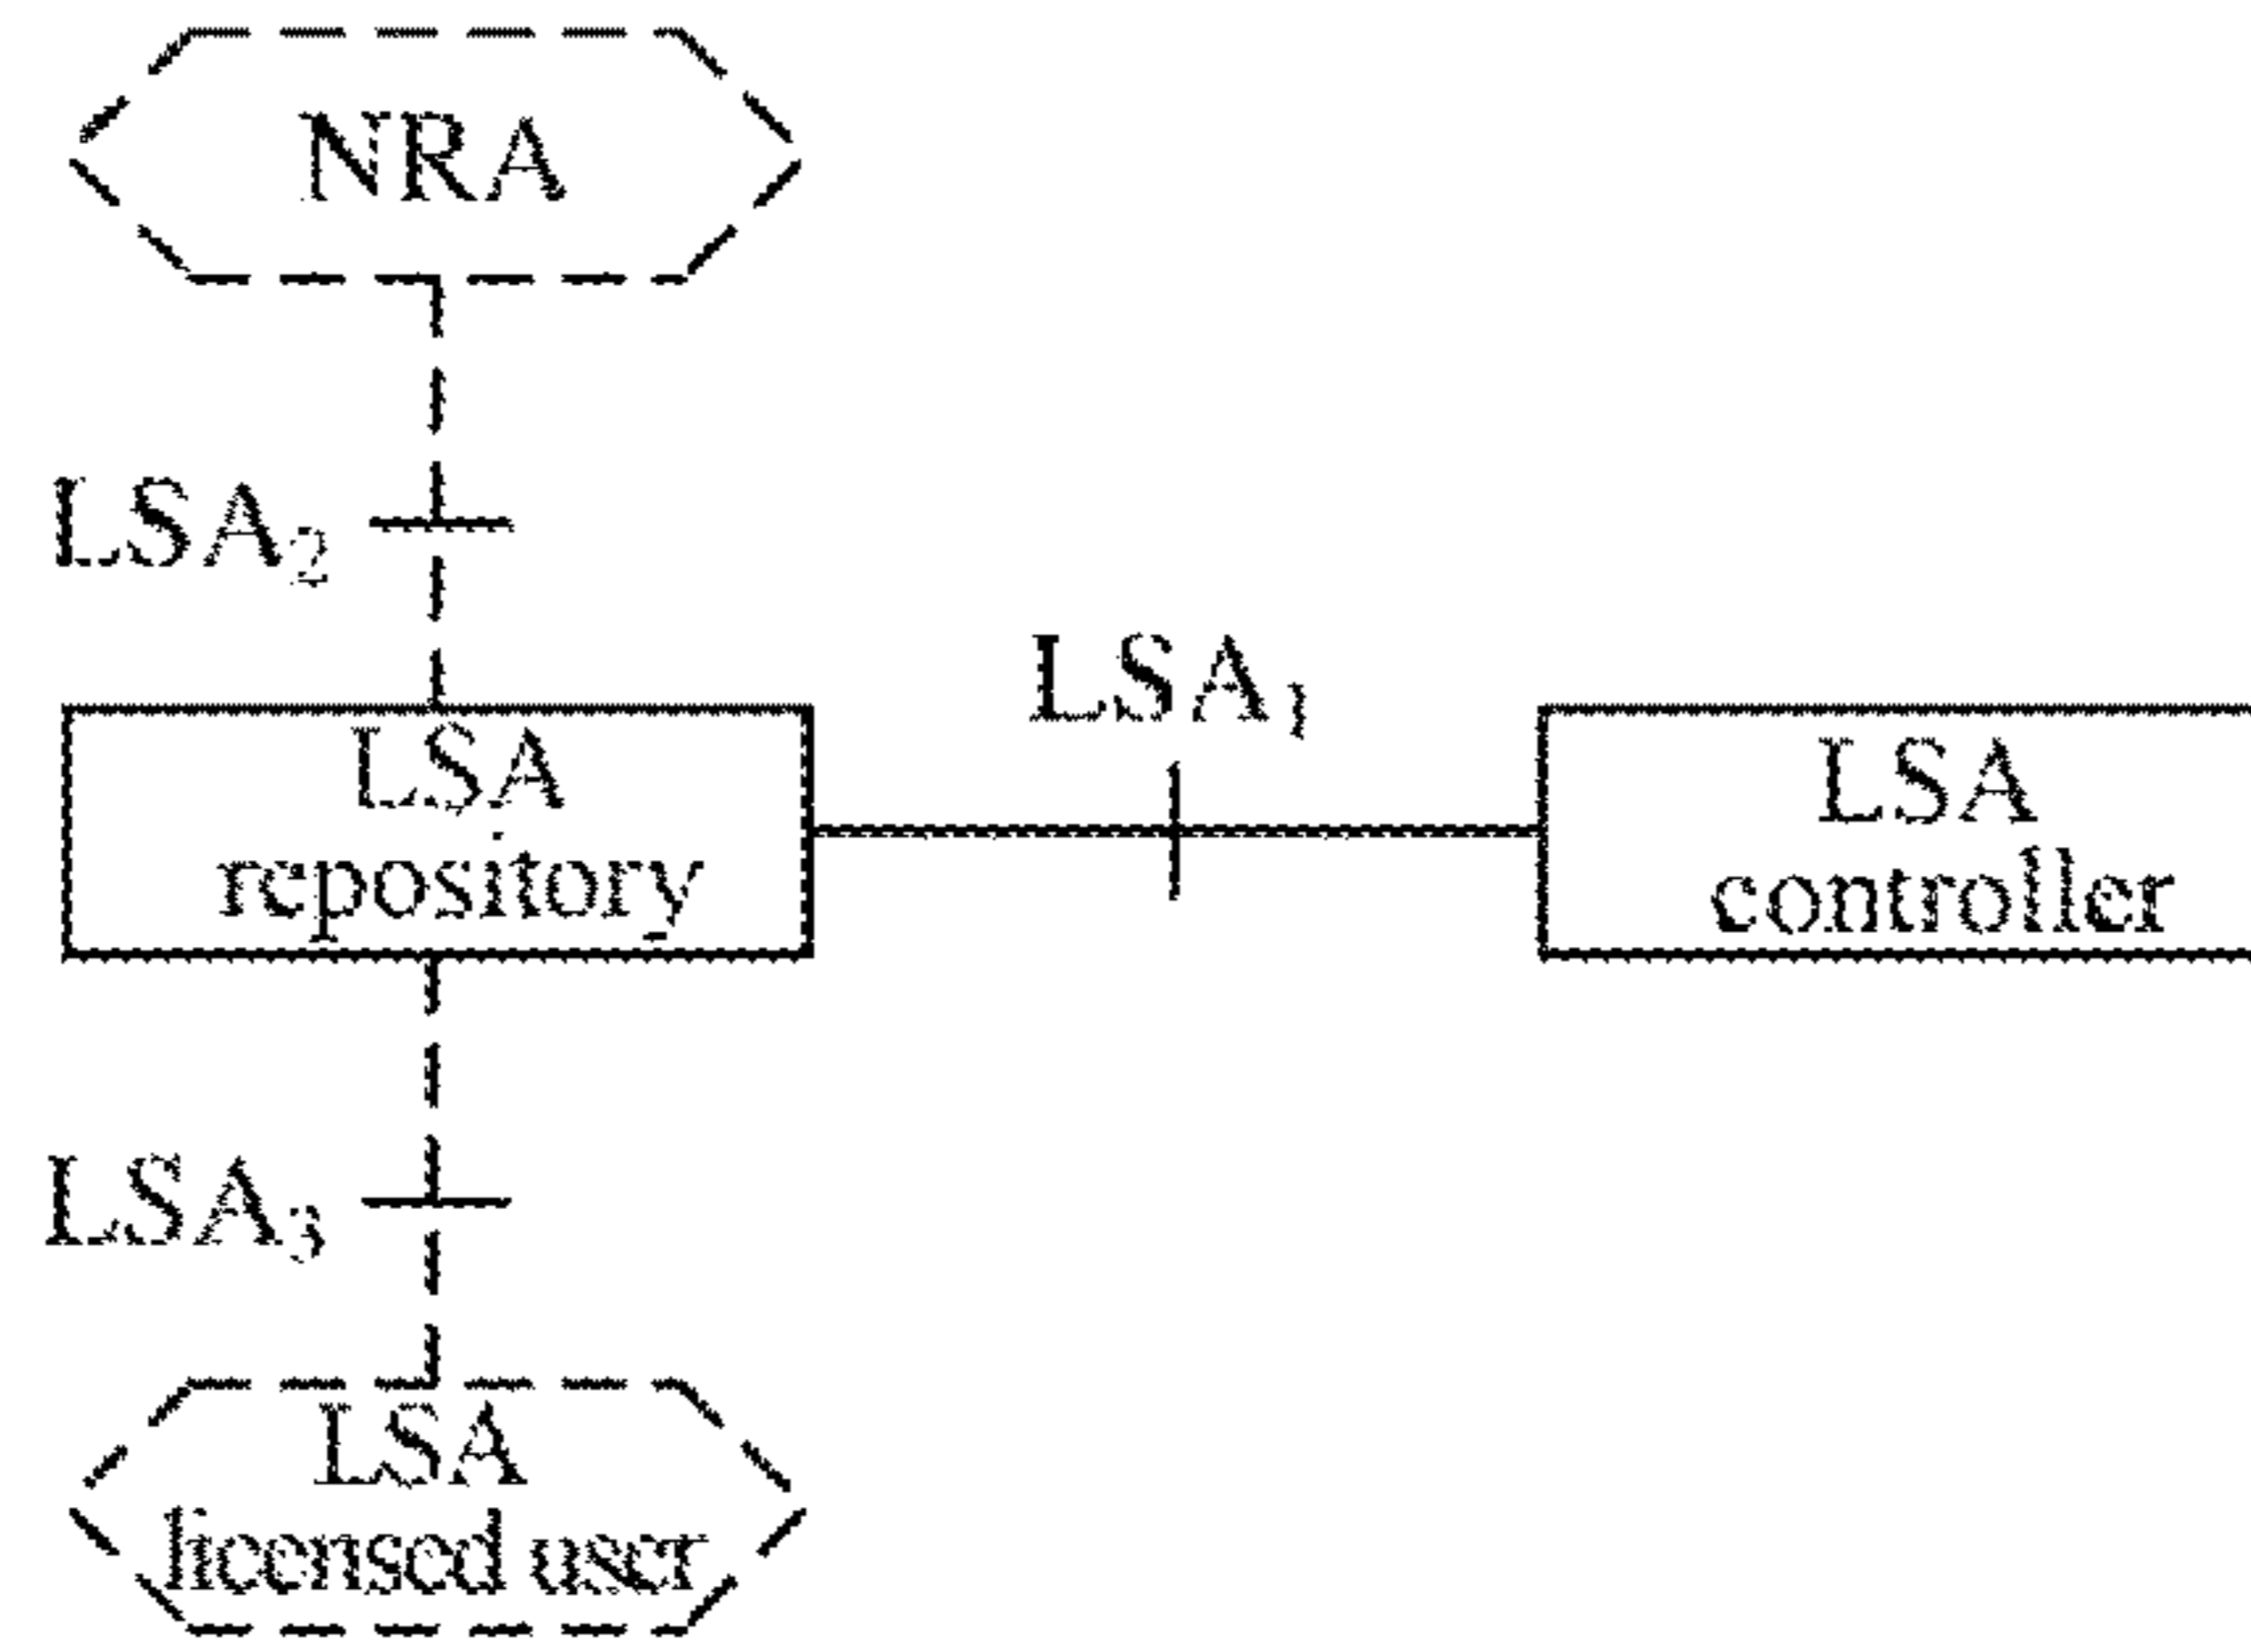 NRA
LSA₂
LSA₁
LSA
repository
LSA
controller
LSA₃
LSA
licensed user